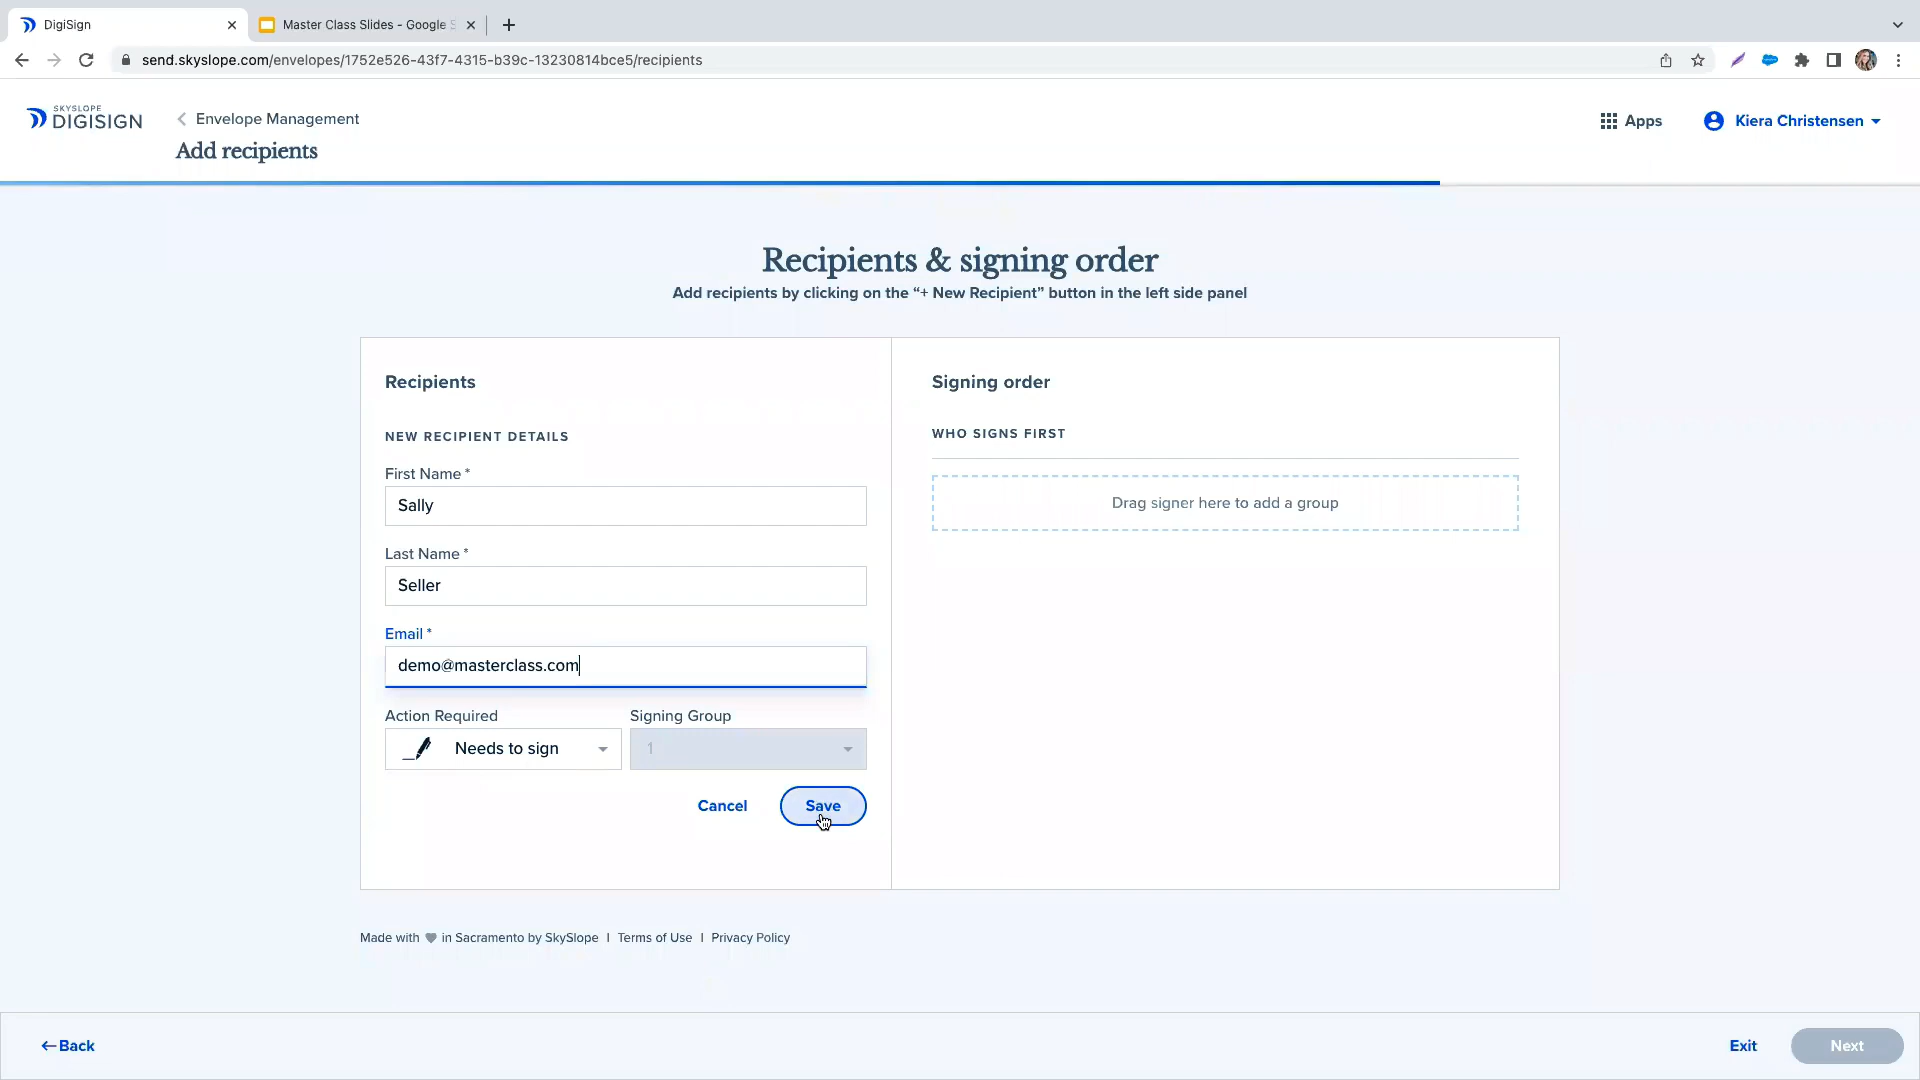 DigiSign
Master Class Slides - Google S
send.skyslope.com/envelopes/1752e526-43f7-4315-b39c-13230814bce5/recipients
SKYSLOPE
DIGISIGN
Envelope Management
Add recipients
Apps
Kiera Christensen
Recipients & signing order
Add recipients by clicking on the “+ New Recipient” button in the left side panel
Recipients
NEW RECIPIENT DETAILS
First Name *
Sally
Last Name *
Seller
Email *
demo@masterclass.com
Action Required
Signing Group
Needs to sign
1
Cancel
Save
Signing order
WHO SIGNS FIRST
Drag signer here to add a group
Made with in Sacramento by SkySlope | Terms of Use | Privacy Policy
Back
Exit
Next